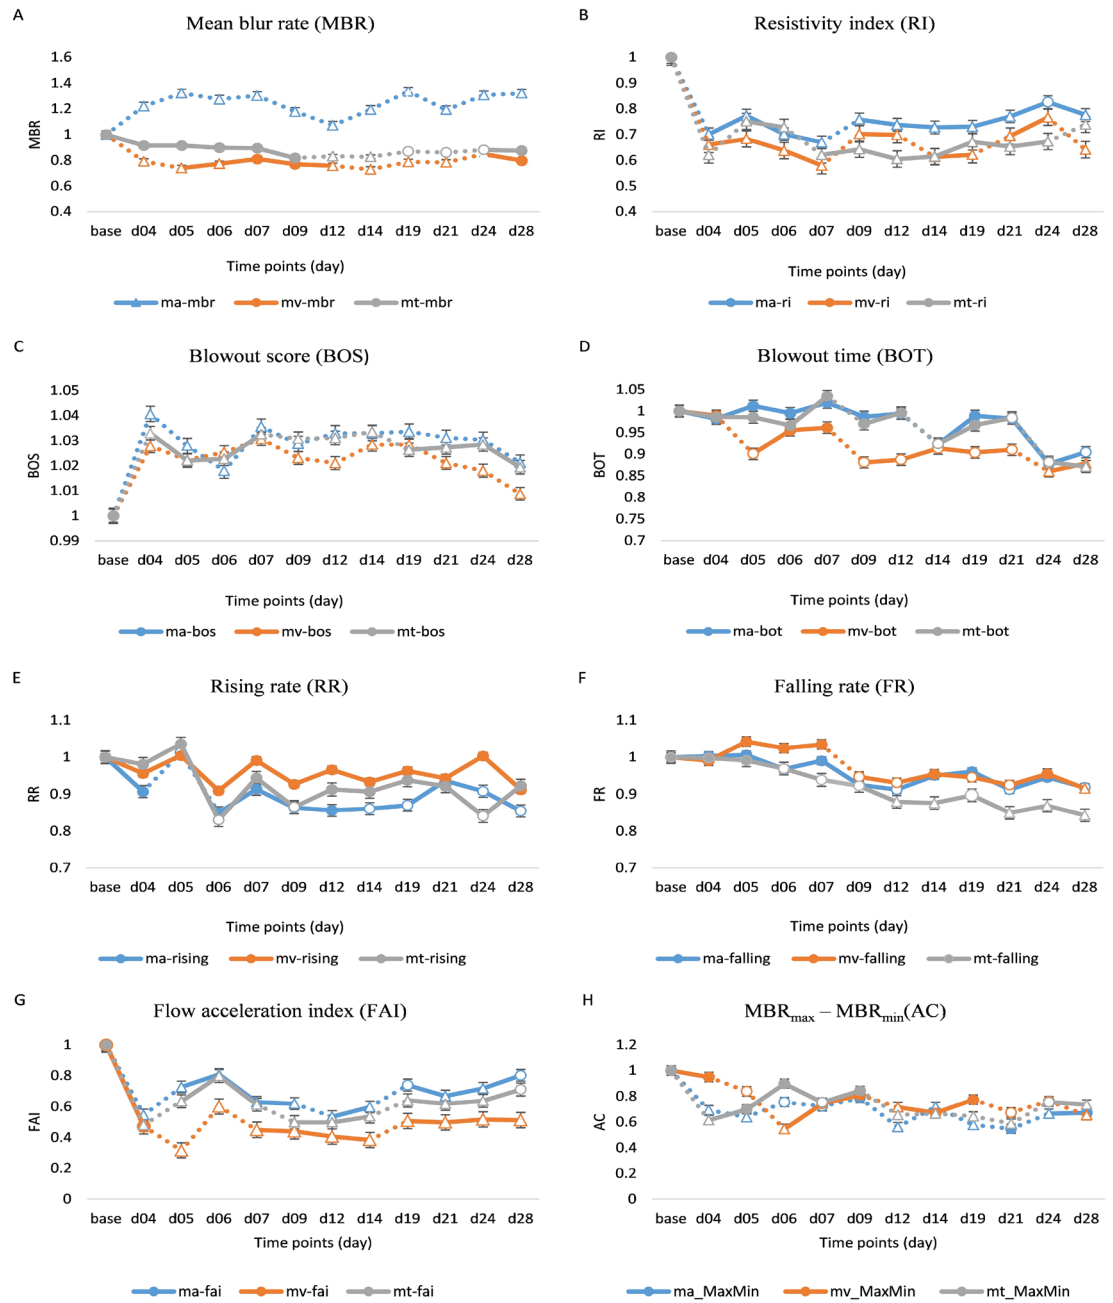 A
Mean blur rate (MBR)
1.6
1.4
1.2
1
0.8
0.6
0.4
MBR
base d04 d05 d06 d07 d09 d12 d14 d19 d21 d24 d28
Time points (day)
ma-mbr mv-mbr mt-mbr
B
Resistivity index (RI)
1
0.9
0.8
0.7
0.6
0.5
0.4
RI
base d04 d05 d06 d07 d09 d12 d14 d19 d21 d24 d28
Time points (day)
ma-ri mv-ri mt-ri
C
Blowout score (BOS)
1.05
1.04
1.03
1.02
1.01
1
0.99
BOS
base d04 d05 d06 d07 d09 d12 d14 d19 d21 d24 d28
Time points (day)
ma-bos mv-bos mt-bos
D
Blowout time (BOT)
1.05
1
0.95
0.9
0.85
0.8
0.75
0.7
BOT
base d04 d05 d06 d07 d09 d12 d14 d19 d21 d24 d28
Time points (day)
ma-bot mv-bot mt-bot
E
Rising rate (RR)
1.1
1
0.9
0.8
0.7
RR
base d04 d05 d06 d07 d09 d12 d14 d19 d21 d24 d28
Time points (day)
ma-rising mv-rising mt-rising
F
Falling rate (FR)
1.1
1
0.9
0.8
0.7
FR
base d04 d05 d06 d07 d09 d12 d14 d19 d21 d24 d28
Time points (day)
ma-falling mv-falling mt-falling
G
Flow acceleration index (FAI)
1
0.8
0.6
0.4
0.2
0
FAI
base d04 d05 d06 d07 d09 d12 d14 d19 d21 d24 d28
Time points (day)
ma-fai mv-fai mt-fai
H
MBRmax – MBRmin(AC)
1.2
1
0.8
0.6
0.4
0.2
0
AC
base d04 d05 d06 d07 d09 d12 d14 d19 d21 d24 d28
Time points (day)
ma_MaxMin mv_MaxMin mt_MaxMin